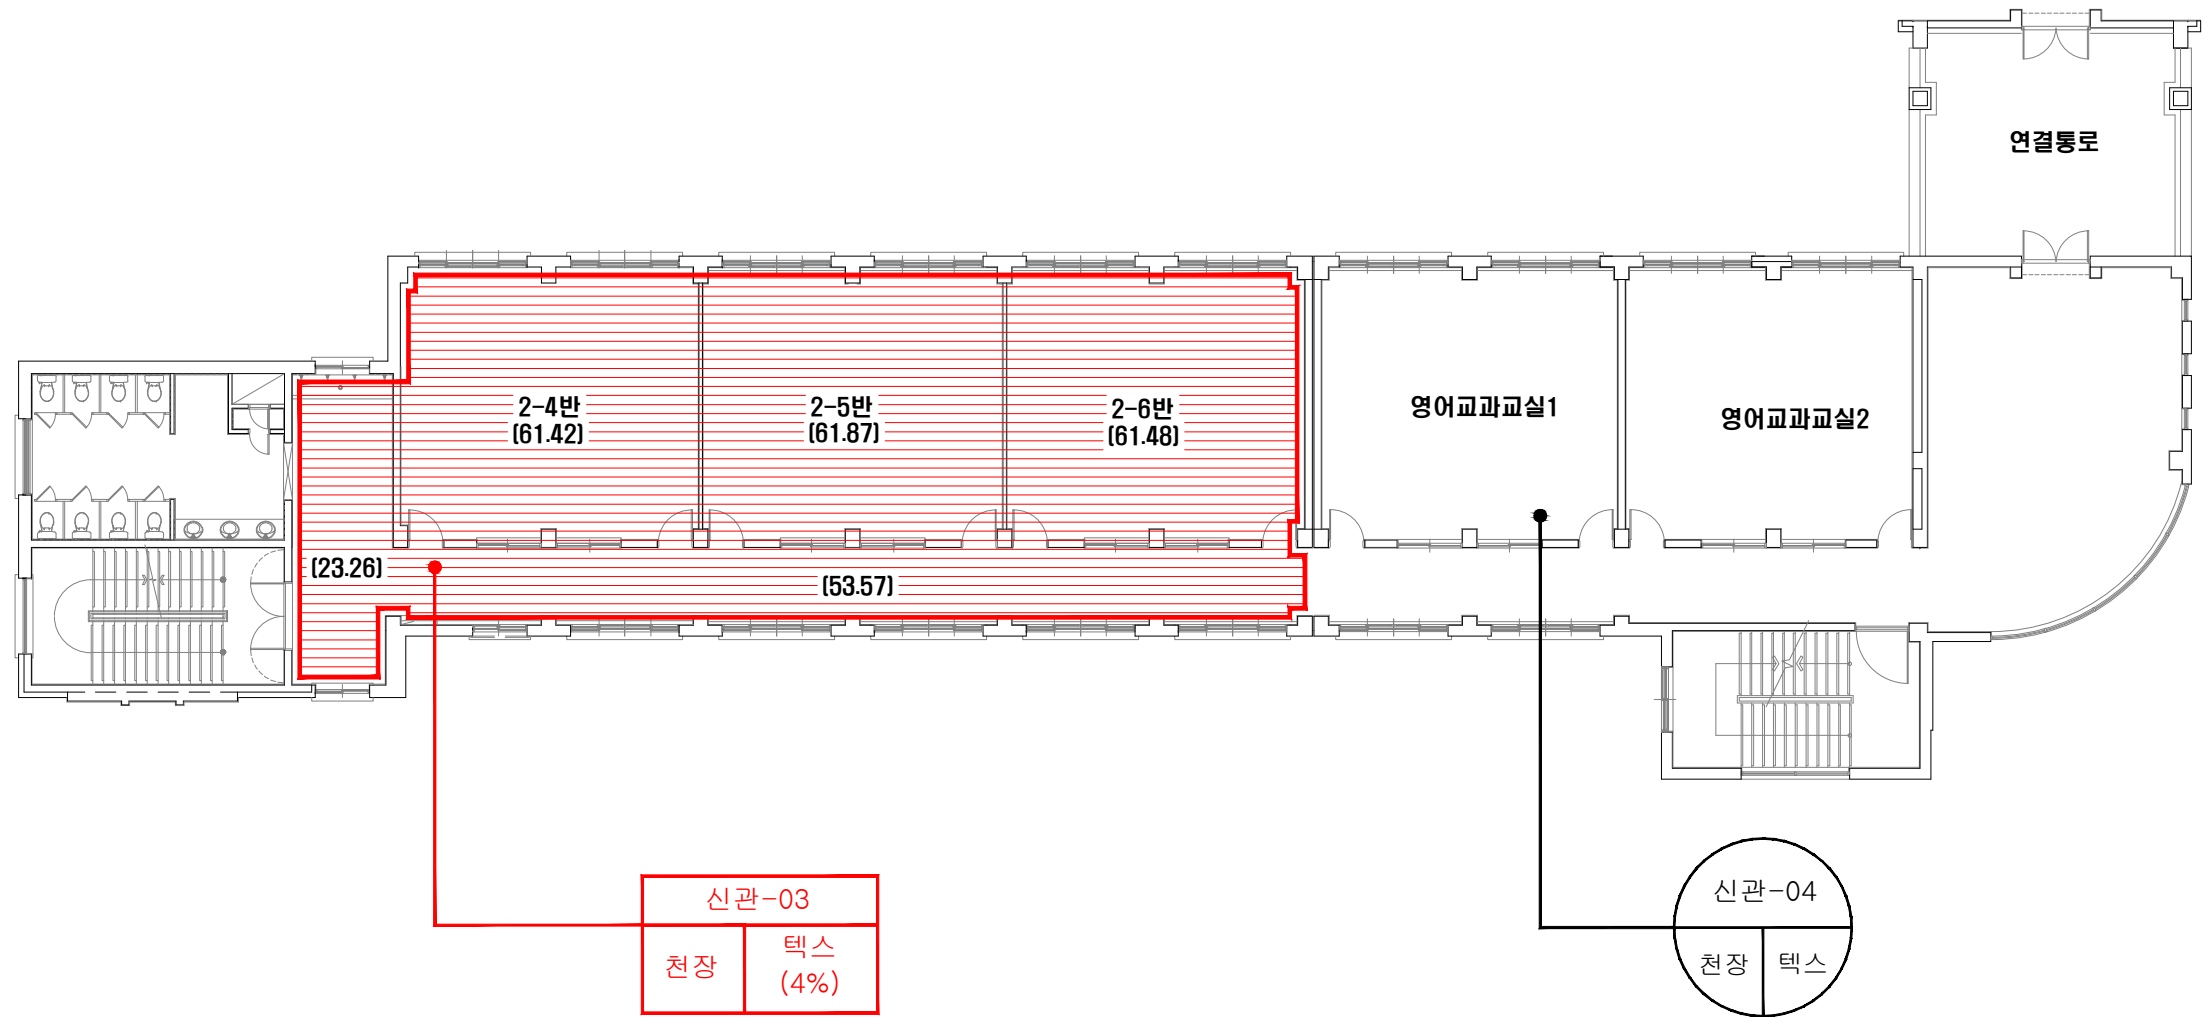 연결통로
2-4반
(61.42)
2-5반
(61.87)
2-6반
(61.48)
영어교과교실1
영어교과교실2
(23.26)
(53.57)
신관-03
천장
텍스
(4%)
신관-04
천장
텍스